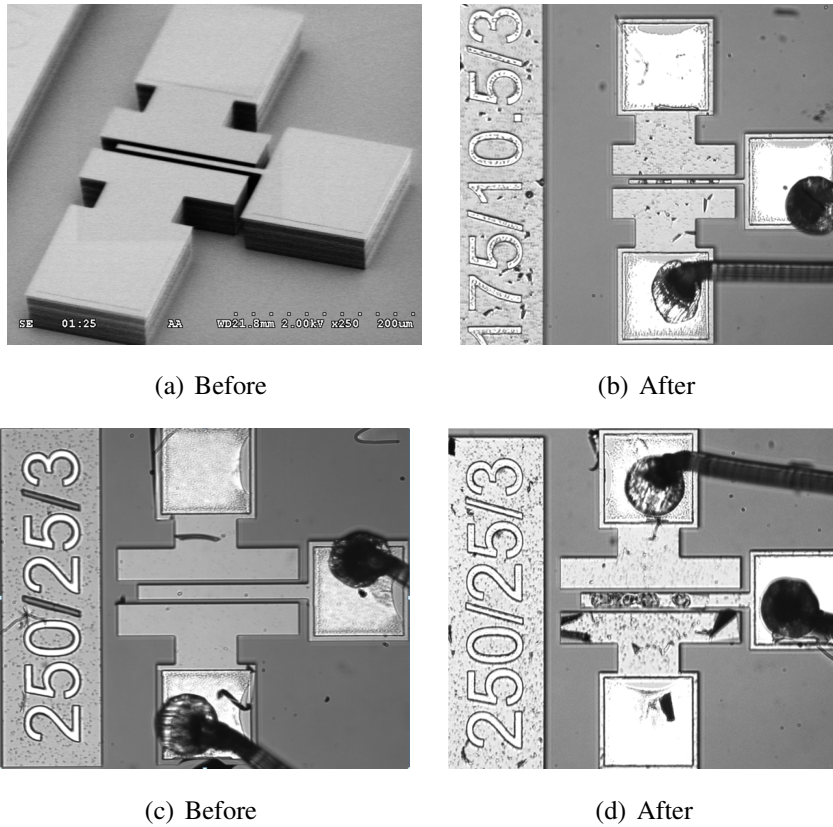 SE 01:25 AA WD21.8mm 2.00kV x250 200um
175/10.5/3
(a) Before
(b) After
250/25/3
250/25/3
(c) Before
(d) After